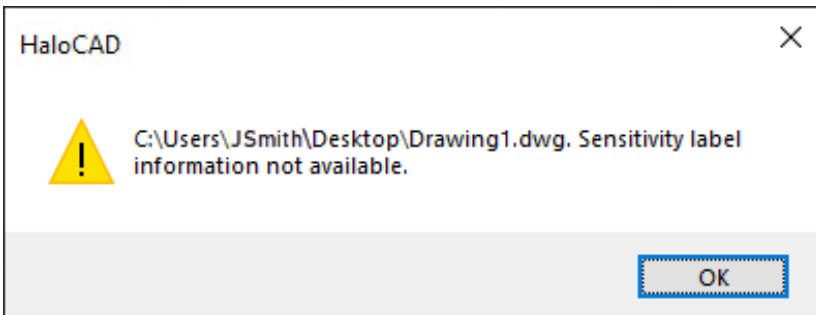 HaloCAD
C:\Users\JSmith\Desktop\Drawing1.dwg. Sensitivity label
information not available.
OK